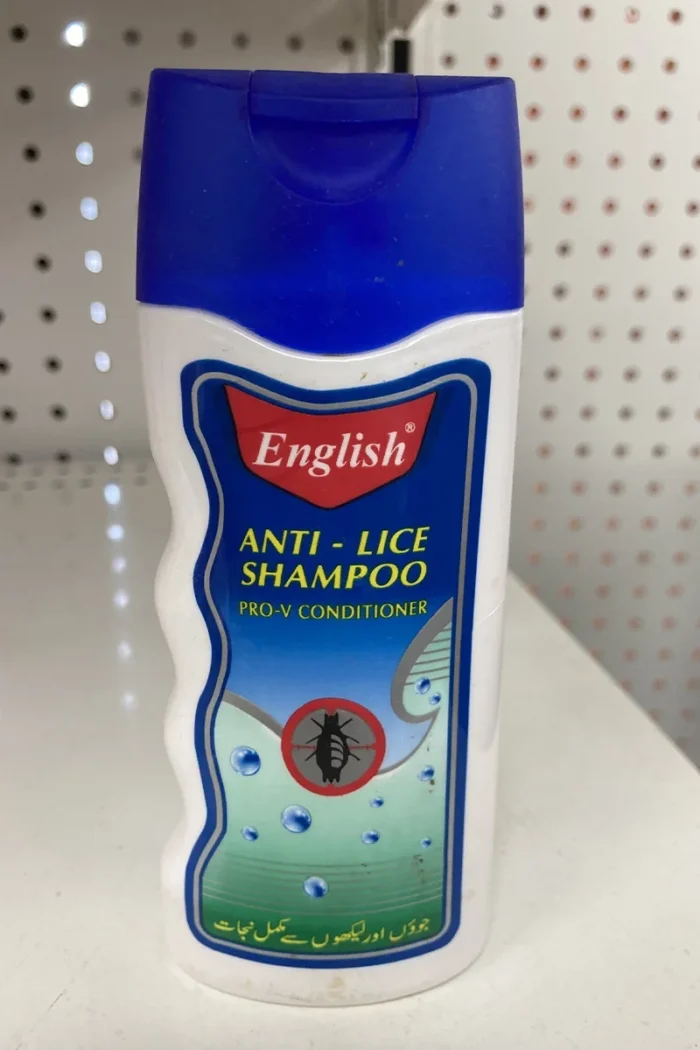 English®
ANTI - LICE
SHAMPOO
PRO-V CONDITIONER
جوؤں اور لیکھوں سے مکمل نجات